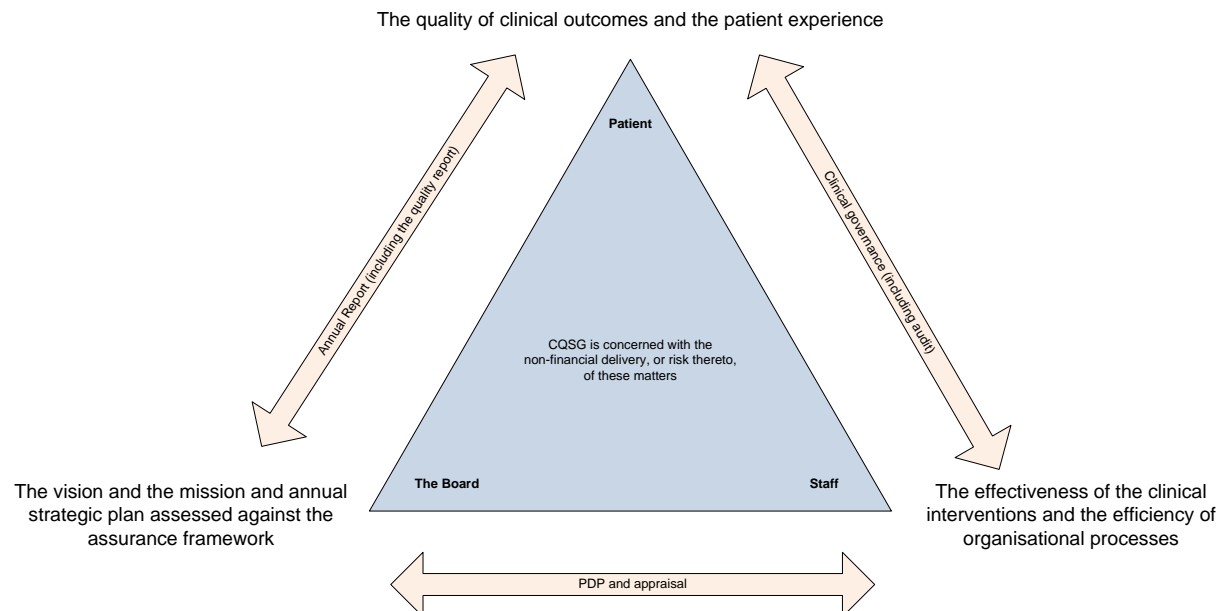 The quality of clinical outcomes and the patient experience
Patient
Annual Report (including the quality report)
Clinical governance (including audit)
CQSG is concerned with the
non-financial delivery, or risk thereto,
of these matters
The Board
Staff
The vision and the mission and annual
strategic plan assessed against the
assurance framework
The effectiveness of the clinical
interventions and the efficiency of
organisational processes
PDP and appraisal